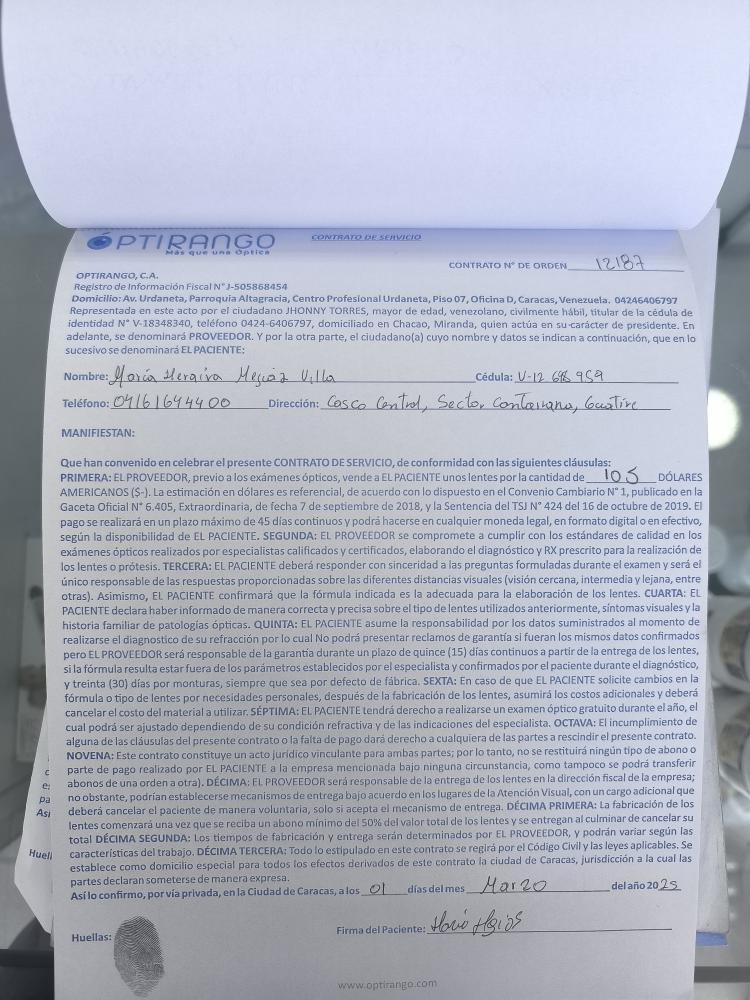 ÓPTIRANGO CONTRATO DE SERVICIO
Más que una Óptica
CONTRATO N° DE ORDEN 12187
OPTIRANGO, C.A.
Registro de Información Fiscal N° J-505868454
Domicilio: Av. Urdaneta, Parroquia Altagracia, Centro Profesional Urdaneta, Piso 07, Oficina D, Caracas, Venezuela. 04246406797
Representada en este acto por el ciudadano JHONNY TORRES, mayor de edad, venezolano, civilmente hábil, titular de la cédula de
identidad N° V-18348340, teléfono 0424-6406797, domiciliado en Chacao, Miranda, quien actúa en su carácter de presidente. En
adelante, se denominará PROVEEDOR. Y por la otra parte, el ciudadano(a) cuyo nombre y datos se indican a continuación, que en lo
sucesivo se denominará EL PACIENTE:
Nombre: María Villa Cédula: V-12 698 959
Teléfono: 04161644400 Dirección: Casco Central, Sector Guatire
MANIFIESTAN:
Que han convenido en celebrar el presente CONTRATO DE SERVICIO, de conformidad con las siguientes cláusulas:
PRIMERA: EL PROVEEDOR, previo a los exámenes ópticos, vende a EL PACIENTE unos lentes por la cantidad de 105 DÓLARES
AMERICANOS ($-). La estimación en dólares es referencial, de acuerdo con lo dispuesto en el Convenio Cambiario N° 1, publicado en la
Gaceta Oficial N° 6.405, Extraordinaria, de fecha 7 de septiembre de 2018, y la Sentencia del TSJ N° 424 del 16 de octubre de 2019. El
pago se realizará en un plazo máximo de 45 días continuos y podrá hacerse en cualquier moneda legal, en formato digital o en efectivo,
según la disponibilidad de EL PACIENTE. SEGUNDA: EL PROVEEDOR se compromete a cumplir con los estándares de calidad en los
exámenes ópticos realizados por especialistas calificados y certificados, elaborando el diagnóstico y RX prescrito para la realización de
los lentes o prótesis. TERCERA: EL PACIENTE deberá responder con sinceridad a las preguntas formuladas durante el examen y será el
único responsable de las respuestas proporcionadas sobre las diferentes distancias visuales (visión cercana, intermedia y lejana, entre
otras). Asimismo, EL PACIENTE confirmará que la fórmula indicada es la adecuada para la elaboración de los lentes. CUARTA: EL
PACIENTE declara haber informado de manera correcta y precisa sobre el tipo de lentes utilizados anteriormente, síntomas visuales y la
historia familiar de patologías ópticas. QUINTA: EL PACIENTE asume la responsabilidad por los datos suministrados al momento de
realizarse el diagnostico de su refracción por lo cual No podrá presentar reclamos de garantía si fueran los mismos datos confirmados
pero EL PROVEEDOR será responsable de la garantía durante un plazo de quince (15) días continuos a partir de la entrega de los lentes,
si la fórmula resulta estar fuera de los parámetros establecidos por el especialista y confirmados por el paciente durante el diagnóstico,
y treinta (30) días por monturas, siempre que sea por defecto de fábrica. SEXTA: En caso de que EL PACIENTE solicite cambios en la
fórmula o tipo de lentes por necesidades personales, después de la fabricación de los lentes, asumirá los costos adicionales y deberá
cancelar el costo del material a utilizar. SÉPTIMA: EL PACIENTE tendrá derecho a realizarse un examen óptico gratuito durante el año, el
cual podrá ser ajustado dependiendo de su condición refractiva y de las indicaciones del especialista. OCTAVA: El incumplimiento de
alguna de las cláusulas del presente contrato o la falta de pago dará derecho a cualquiera de las partes a rescindir el presente contrato.
NOVENA: Este contrato constituye un acto jurídico vinculante para ambas partes; por lo tanto, no se restituirá ningún tipo de abono o
parte de pago realizado por EL PACIENTE a la empresa mencionada bajo ninguna circunstancia, como tampoco se podrá transferir
abonos de una orden a otra). DÉCIMA: EL PROVEEDOR será responsable de la entrega de los lentes en la dirección fiscal de la empresa;
no obstante, podrían establecerse mecanismos de entrega bajo acuerdo en los lugares de la Atención Visual, con un cargo adicional que
deberá cancelar el paciente de manera voluntaria, solo si acepta el mecanismo de entrega. DÉCIMA PRIMERA: La fabricación de los
lentes comenzará una vez que se reciba un abono mínimo del 50% del valor total de los lentes y se entregan al culminar de cancelar su
total DÉCIMA SEGUNDA: Los tiempos de fabricación y entrega serán determinados por EL PROVEEDOR, y podrán variar según las
características del trabajo. DÉCIMA TERCERA: Todo lo estipulado en este contrato se regirá por el Código Civil y las leyes aplicables. Se
establece como domicilio especial para todos los efectos derivados de este contrato la ciudad de Caracas, jurisdicción a la cual las
partes declaran someterse de manera expresa.
Así lo confirmo, por vía privada, en la Ciudad de Caracas, a los 01 días del mes Marzo del año 2025
Huellas: Firma del Paciente:
www.optirango.com